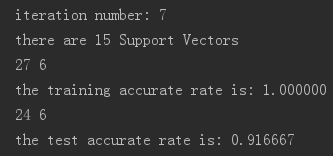 iteration number: 7
there are 15 Support Vectors
27 6
the training accurate rate is: 1.000000
24 6
the test accurate rate is: 0.916667